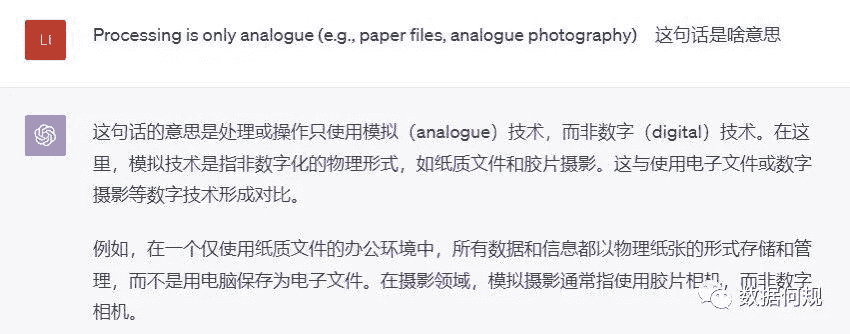 Li
Processing is only analogue (e.g., paper files, analogue photography) 这句话是啥意思
这句话的意思是处理或操作只使用模拟（analogue）技术，而非数字（digital）技术。在这
里，模拟技术是指非数字化的物理形式，如纸质文件和胶片摄影。这与使用电子文件或数字
摄影等数字技术形成对比。
例如，在一个仅使用纸质文件的办公环境中，所有数据和信息都以物理纸张的形式存储和管
理，而不是用电脑保存为电子文件。在摄影领域，模拟摄影通常指使用胶片相机，而非数字
相机。
数据何规